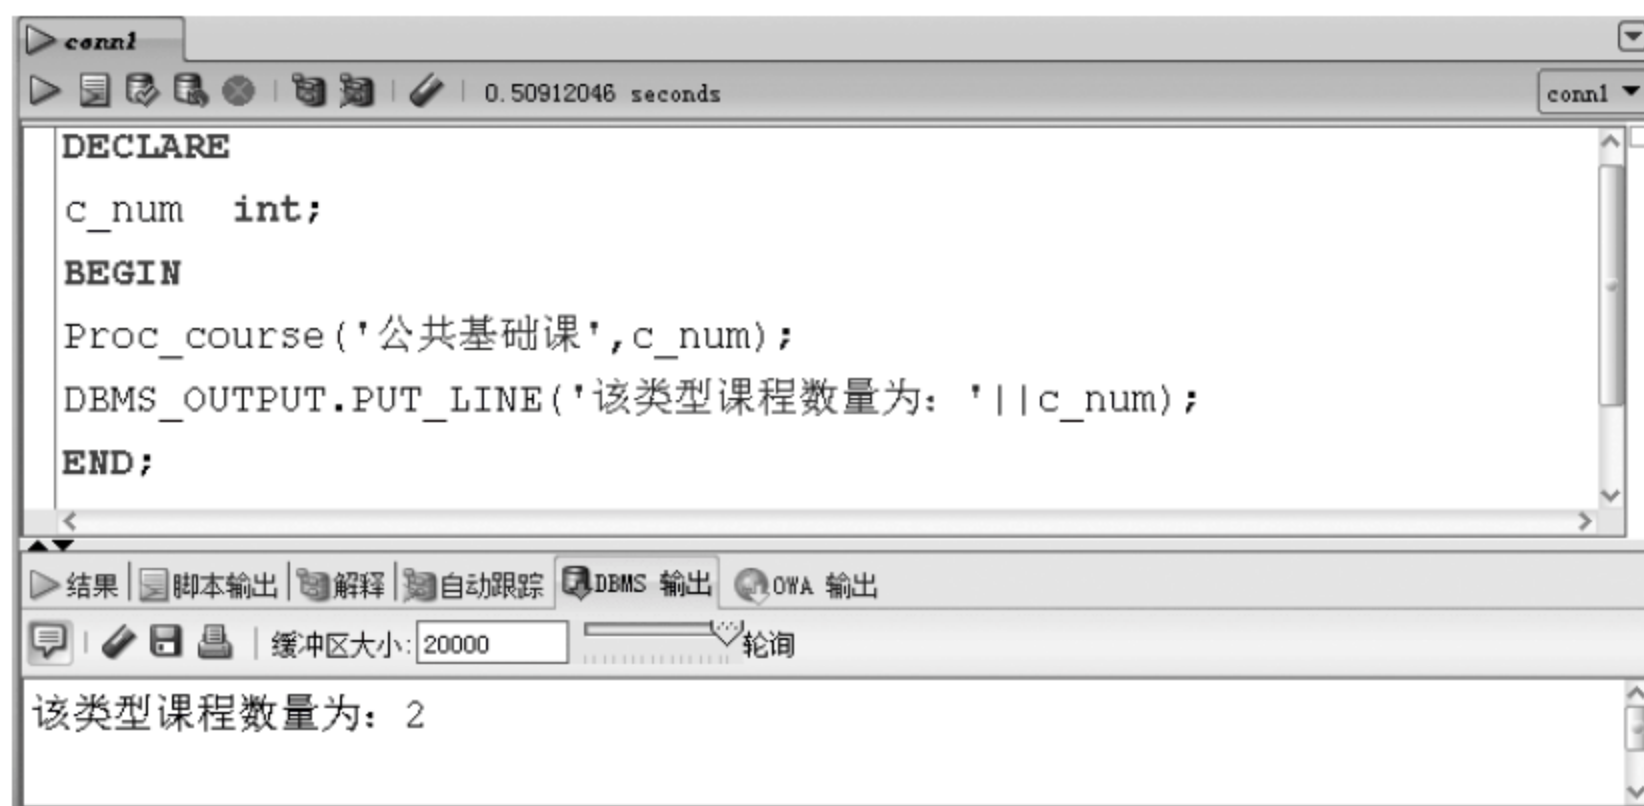 conn1
0.50912046 seconds
conn1
DECLARE
c_num  int;
BEGIN
Proc_course('公共基础课',c_num);
DBMS_OUTPUT.PUT_LINE('该类型课程数量为：'||c_num);
END;
结果 脚本输出 解释 自动跟踪 DBMS 输出 OWA 输出
缓冲区大小: 20000 轮询
该类型课程数量为：2